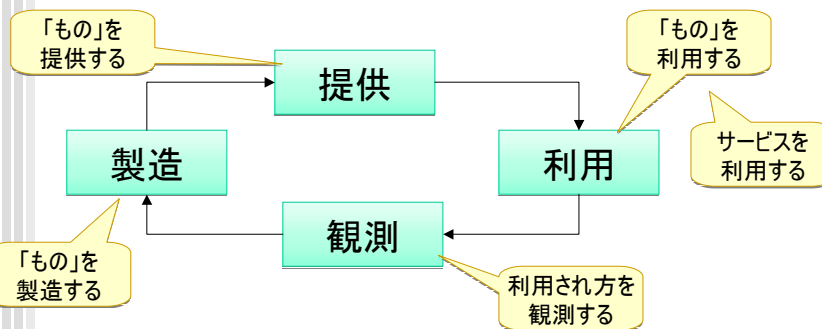 「もの」を
提供する
提供
「もの」を
利用する
サービスを
利用する
製造
利用
観測
「もの」を
製造する
利用され方を
観測する